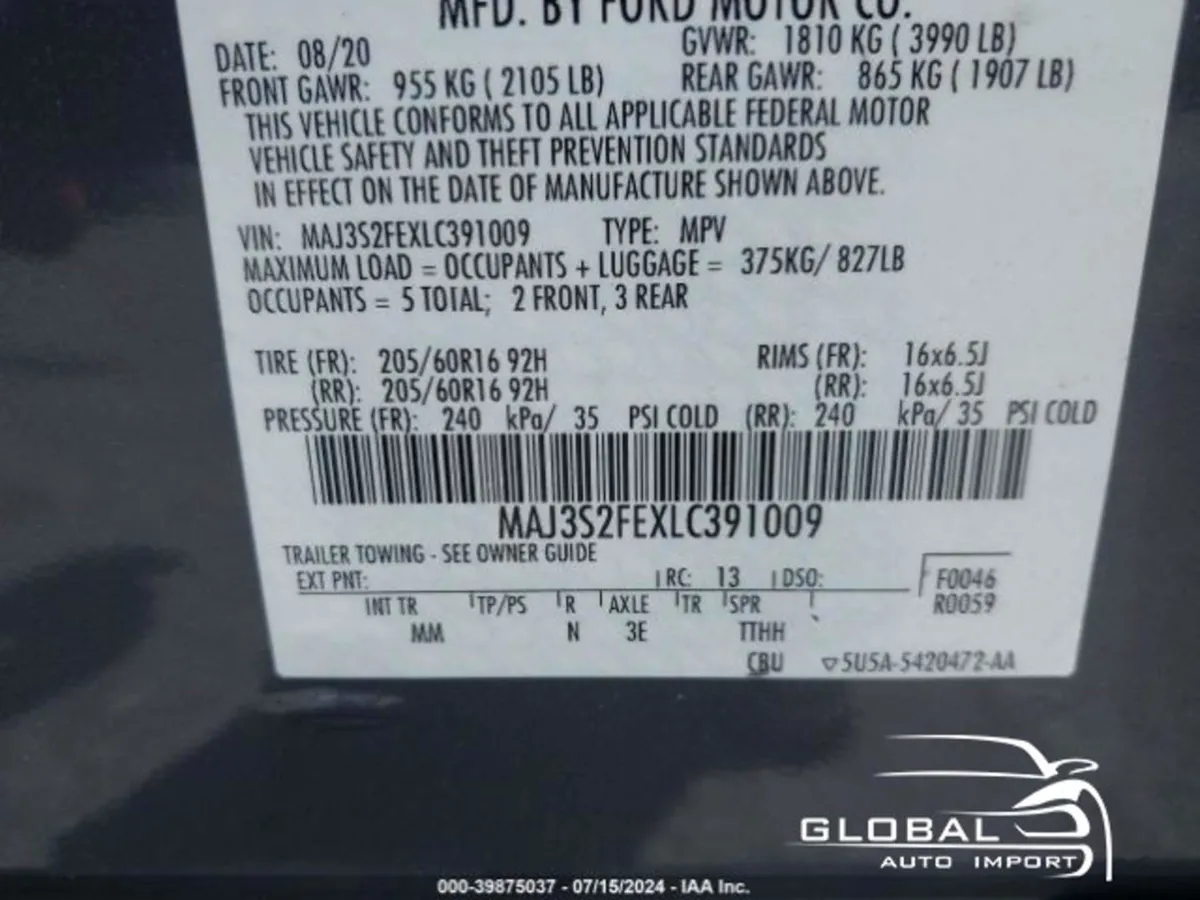 MFD. BY FORD MOTOR CO.
DATE: 08/20 GVWR: 1810 KG ( 3990 LB)
FRONT GAWR: 955 KG ( 2105 LB) REAR GAWR: 865 KG ( 1907 LB)
THIS VEHICLE CONFORMS TO ALL APPLICABLE FEDERAL MOTOR
VEHICLE SAFETY AND THEFT PREVENTION STANDARDS
IN EFFECT ON THE DATE OF MANUFACTURE SHOWN ABOVE.
VIN: MAJ3S2FEXLC391009 TYPE: MPV
MAXIMUM LOAD = OCCUPANTS + LUGGAGE = 375KG/ 827LB
OCCUPANTS = 5 TOTAL; 2 FRONT, 3 REAR
TIRE (FR): 205/60R16 92H RIMS (FR): 16x6.5J
(RR): 205/60R16 92H (RR): 16x6.5J
PRESSURE (FR): 240 kPa/ 35 PSI COLD (RR): 240 kPa/ 35 PSI COLD
MAJ3S2FEXLC391009
TRAILER TOWING - SEE OWNER GUIDE
EXT PNT: RC: 13 DSO: F0046
R0059
INT TR TP/PS R AXLE TR SPR
MM N 3E TTHH
CBU 5U5A-5420472-AA
GLOBAL
AUTO IMPORT
000-39875037 - 07/15/2024 - IAA Inc.